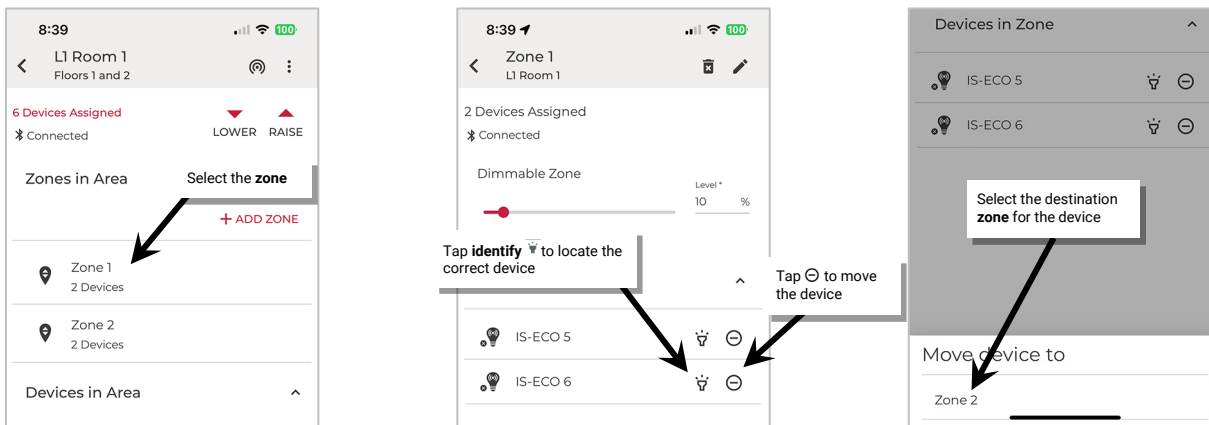 8:39
100
L1 Room 1
Floors 1 and 2
6 Devices Assigned
Connected
LOWER RAISE
Zones in Area
Select the zone
+ ADD ZONE
Zone 1
2 Devices
Zone 2
2 Devices
Devices in Area
8:39
100
Zone 1
L1 Room 1
2 Devices Assigned
Connected
Dimmable Zone
Level *
10 %
Tap identify to locate the
correct device
Tap ⊖ to move
the device
IS-ECO 5
IS-ECO 6
Devices in Zone
IS-ECO 5
IS-ECO 6
Select the destination
zone for the device
Move device to
Zone 2